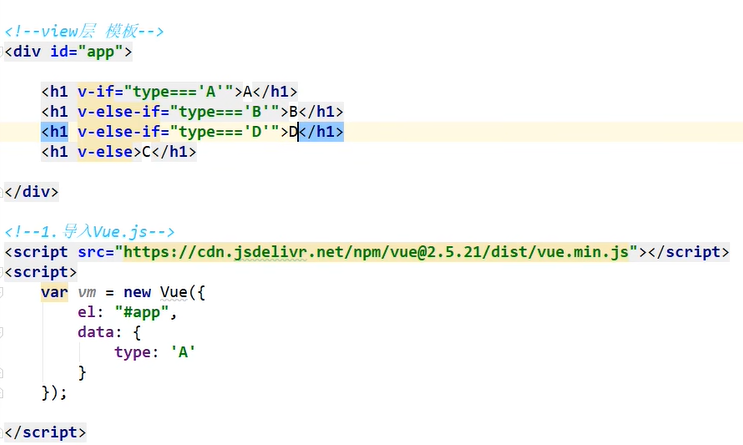 <!--view层 模板-->
<div id="app">
<h1 v-if="type==='A'">A</h1>
<h1 v-else-if="type==='B'">B</h1>
<h1 v-else-if="type==='D'">D</h1>
<h1 v-else>C</h1>
</div>
<!--1.导入Vue.js-->
<script src="https://cdn.jsdelivr.net/npm/vue@2.5.21/dist/vue.min.js"></script>
<script>
var vm = new Vue({
el: "#app",
data: {
type: 'A'
}
});
</script>